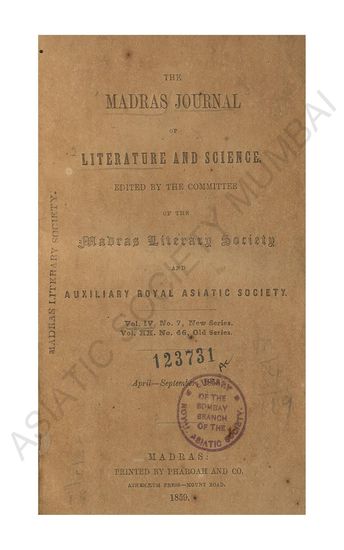 THE
MADRAS JOURNAL
OF
LITERATURE AND SCIENCE.
EDITED BY THE COMMITTEE
OF THE
Madras Literary Society
AND
AUXILIARY ROYAL ASIATIC SOCIETY.
Vol. IV. No. 7, New Series.
Vol. XX. No. 46, Old Series.
123731
April—September
LIBRARY
OF THE
BOMBAY
BRANCH
OF THE
ROYAL ASIATIC SOCIETY.
MADRAS:
PRINTED BY PHAROAH AND CO.
ATHENÆUM PRESS—MOUNT ROAD.
1859.
MADRAS LITERARY SOCIETY.
ASIATIC SOCIETY MUMBAI